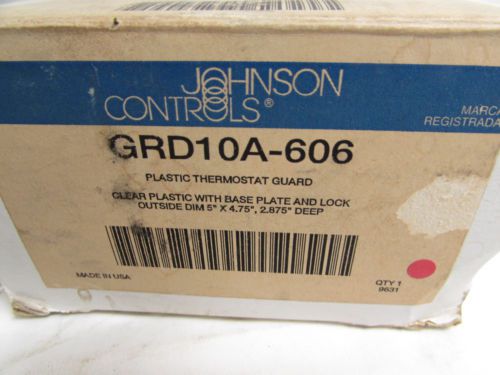 JOHNSON
CONTROLS®
MARCA
REGISTRADA
GRD10A-606
PLASTIC THERMOSTAT GUARD
CLEAR PLASTIC WITH BASE PLATE AND LOCK
OUTSIDE DIM 5" X 4.75", 2.875" DEEP
MADE IN USA
QTY 1
9631